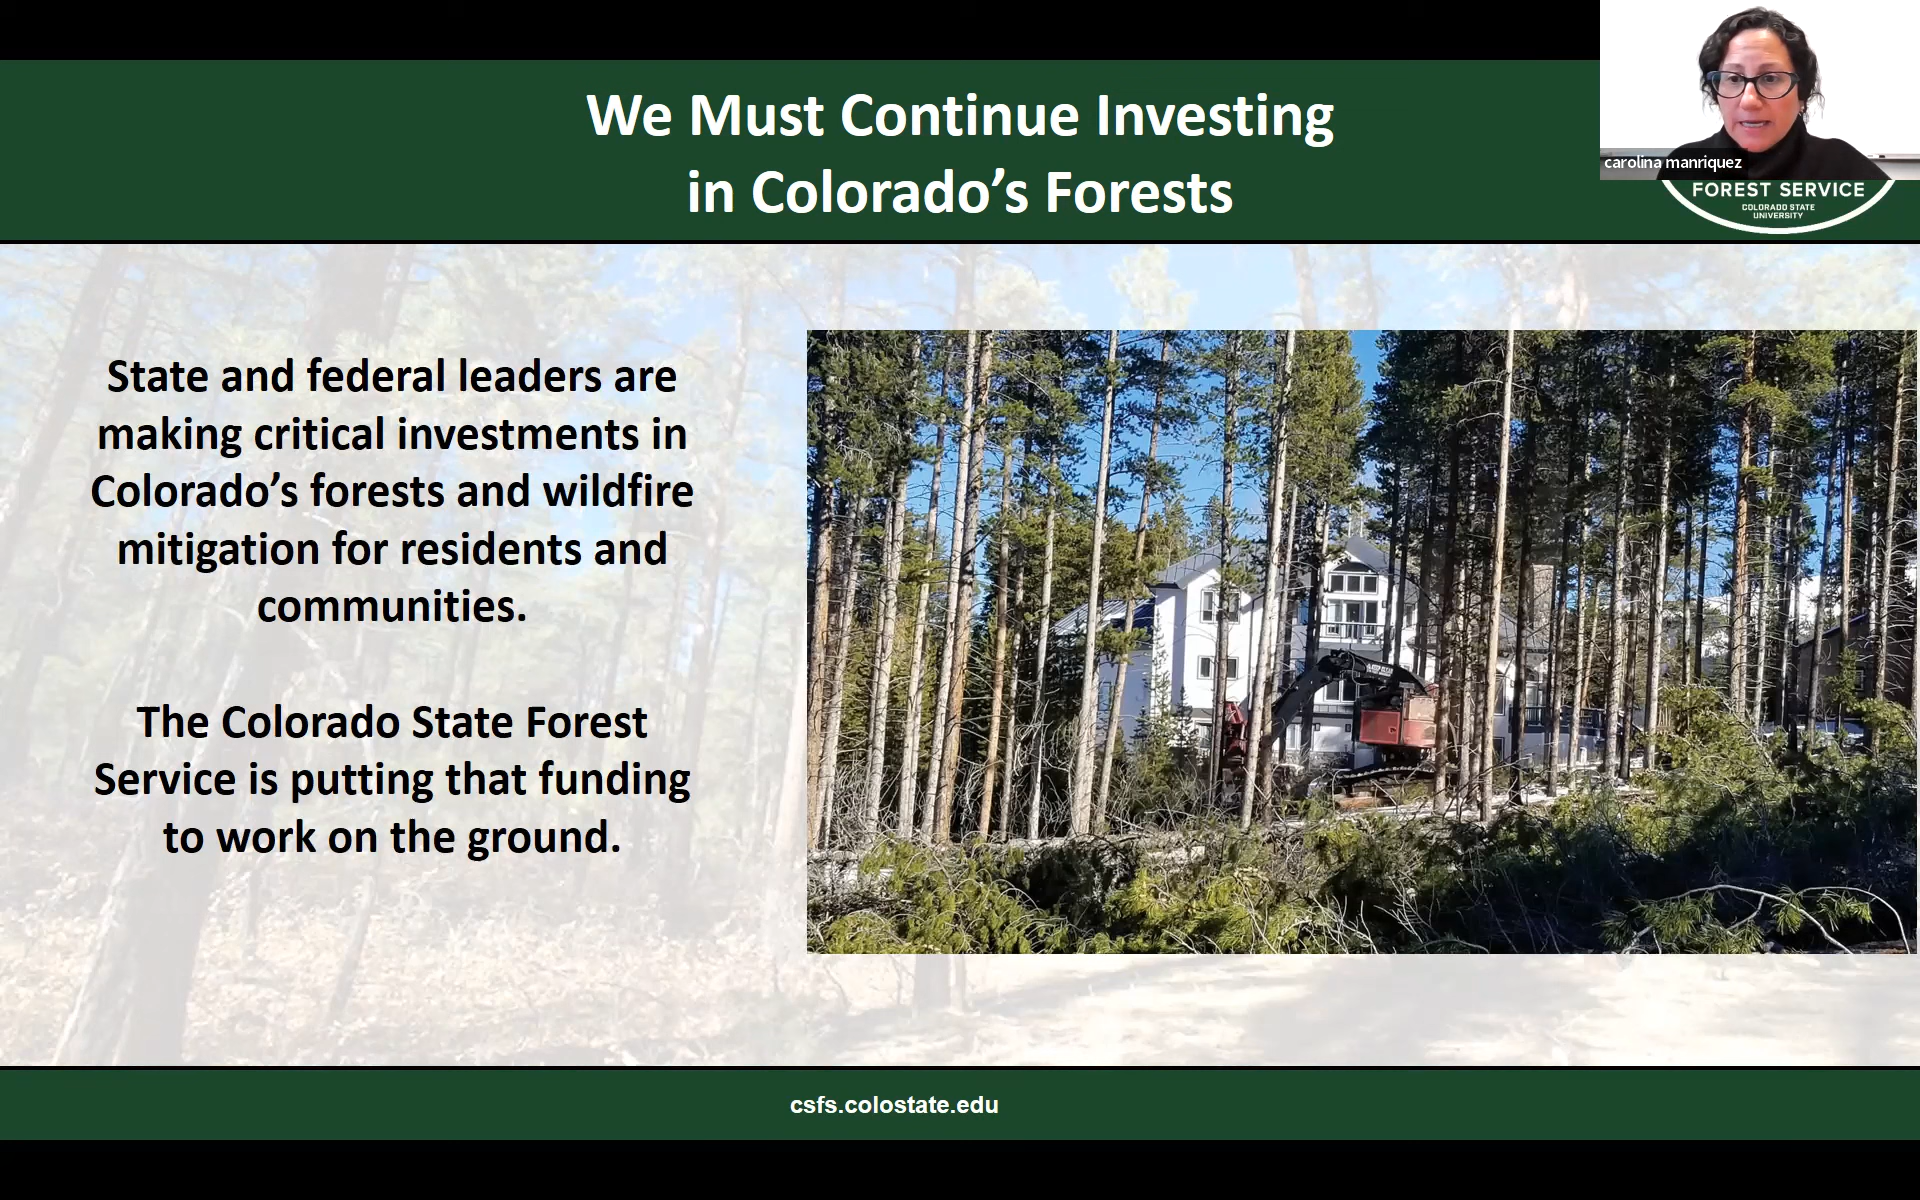 We Must Continue Investing
in Colorado’s Forests
carolina manriquez
FOREST SERVICE
COLORADO STATE
UNIVERSITY
State and federal leaders are
making critical investments in
Colorado’s forests and wildfire
mitigation for residents and
communities.
The Colorado State Forest
Service is putting that funding
to work on the ground.
csfs.colostate.edu